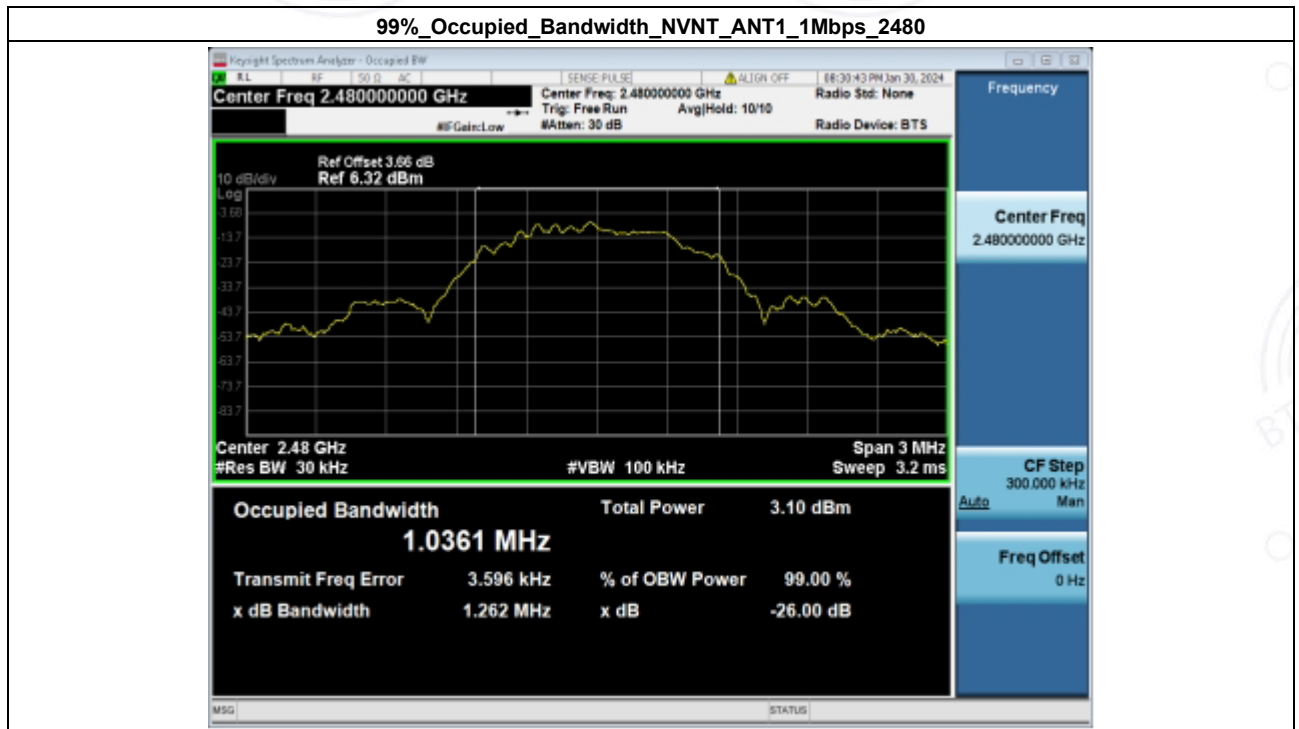 99%_Occupied_Bandwidth_NVNT_ANT1_1Mbps_2480
Keysight Spectrum Analyzer - Occupied BW
RL RF 50 Ω AC SENSE:PULSE ALIGN OFF 08:30:43 PM Jan 30, 2024
Center Freq 2.480000000 GHz Center Freq: 2.480000000 GHz Radio Std: None
Trig: Free Run Avg|Hold: 10/10
#IFGain:Low #Atten: 30 dB Radio Device: BTS
Ref Offset 3.66 dB
10 dB/div Ref 6.32 dBm
Log
-3.68
-13.7
-23.7
-33.7
-43.7
-53.7
-63.7
-73.7
-83.7
Center 2.48 GHz Span 3 MHz
#Res BW 30 kHz #VBW 100 kHz Sweep 3.2 ms
Occupied Bandwidth Total Power 3.10 dBm
1.0361 MHz
Transmit Freq Error 3.596 kHz % of OBW Power 99.00 %
x dB Bandwidth 1.262 MHz x dB -26.00 dB
MSG STATUS
Frequency
Center Freq
2.480000000 GHz
CF Step
300.000 kHz
Auto Man
Freq Offset
0 Hz